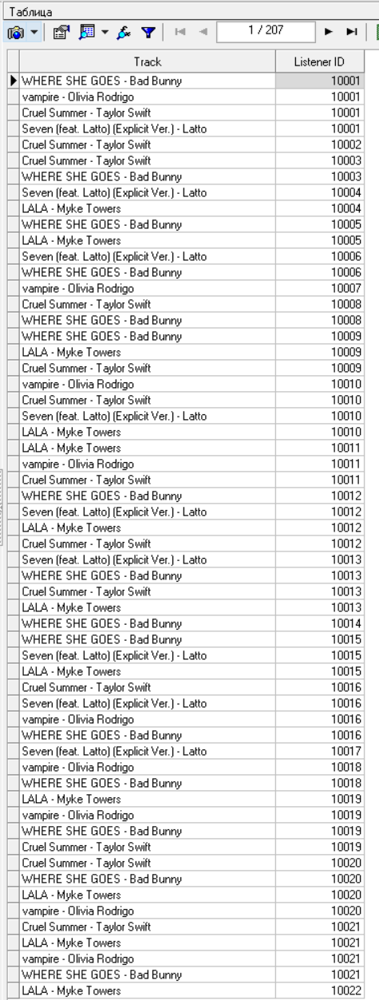 Таблица
1 / 207
Track Listener ID
WHERE SHE GOES - Bad Bunny 10001
vampire - Olivia Rodrigo 10001
Cruel Summer - Taylor Swift 10001
Seven (feat. Latto) (Explicit Ver.) - Latto 10001
Cruel Summer - Taylor Swift 10002
Cruel Summer - Taylor Swift 10003
WHERE SHE GOES - Bad Bunny 10003
Seven (feat. Latto) (Explicit Ver.) - Latto 10004
LALA - Myke Towers 10004
WHERE SHE GOES - Bad Bunny 10005
LALA - Myke Towers 10005
Seven (feat. Latto) (Explicit Ver.) - Latto 10006
WHERE SHE GOES - Bad Bunny 10006
vampire - Olivia Rodrigo 10007
Cruel Summer - Taylor Swift 10008
WHERE SHE GOES - Bad Bunny 10008
WHERE SHE GOES - Bad Bunny 10009
LALA - Myke Towers 10009
Cruel Summer - Taylor Swift 10009
vampire - Olivia Rodrigo 10010
Cruel Summer - Taylor Swift 10010
Seven (feat. Latto) (Explicit Ver.) - Latto 10010
LALA - Myke Towers 10010
LALA - Myke Towers 10011
vampire - Olivia Rodrigo 10011
Cruel Summer - Taylor Swift 10011
WHERE SHE GOES - Bad Bunny 10012
Seven (feat. Latto) (Explicit Ver.) - Latto 10012
LALA - Myke Towers 10012
Cruel Summer - Taylor Swift 10012
Seven (feat. Latto) (Explicit Ver.) - Latto 10013
WHERE SHE GOES - Bad Bunny 10013
Cruel Summer - Taylor Swift 10013
LALA - Myke Towers 10013
WHERE SHE GOES - Bad Bunny 10014
WHERE SHE GOES - Bad Bunny 10015
Seven (feat. Latto) (Explicit Ver.) - Latto 10015
LALA - Myke Towers 10015
Cruel Summer - Taylor Swift 10016
Seven (feat. Latto) (Explicit Ver.) - Latto 10016
vampire - Olivia Rodrigo 10016
WHERE SHE GOES - Bad Bunny 10016
Seven (feat. Latto) (Explicit Ver.) - Latto 10017
vampire - Olivia Rodrigo 10018
WHERE SHE GOES - Bad Bunny 10018
LALA - Myke Towers 10019
vampire - Olivia Rodrigo 10019
WHERE SHE GOES - Bad Bunny 10019
Cruel Summer - Taylor Swift 10019
Cruel Summer - Taylor Swift 10020
WHERE SHE GOES - Bad Bunny 10020
LALA - Myke Towers 10020
vampire - Olivia Rodrigo 10020
Cruel Summer - Taylor Swift 10021
LALA - Myke Towers 10021
vampire - Olivia Rodrigo 10021
WHERE SHE GOES - Bad Bunny 10021
LALA - Myke Towers 10022